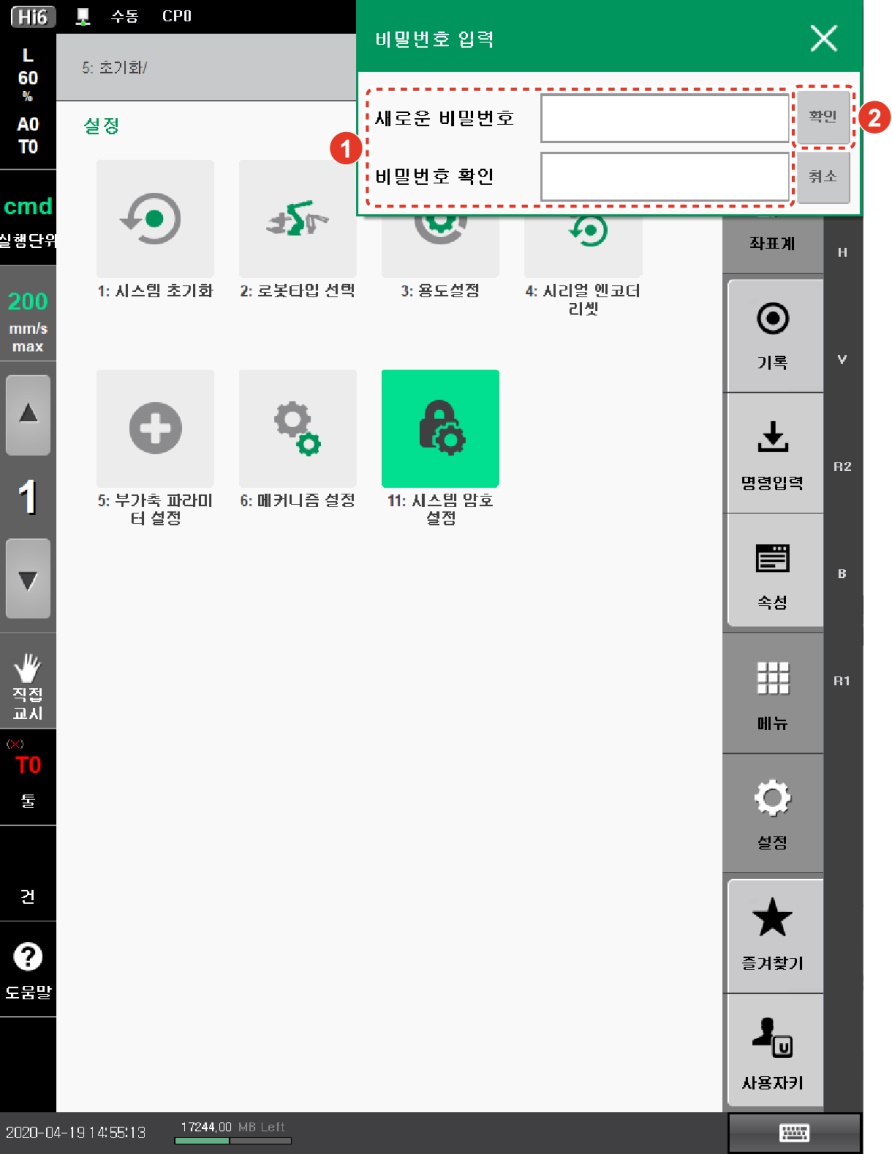 Hi6 수동 CP0
비밀번호 입력
L
60
%
A0
T0
5: 초기화/
설정
새로운 비밀번호
확인
2
1
비밀번호 확인
취소
cmd
실행단위
좌표계
H
1: 시스템 초기화
2: 로봇타입 선택
3: 용도설정
4: 시리얼 엔코더
리셋
200
mm/s
max
기록
V
명령입력
R2
1
5: 부가축 파라미
터 설정
6: 메커니즘 설정
11: 시스템 암호
설정
속성
B
직접
교시
메뉴
R1
(×)
T0
툴
설정
건
즐겨찾기
?
도움말
U
사용자키
2020-04-19 14:55:13
17244,00 MB Left